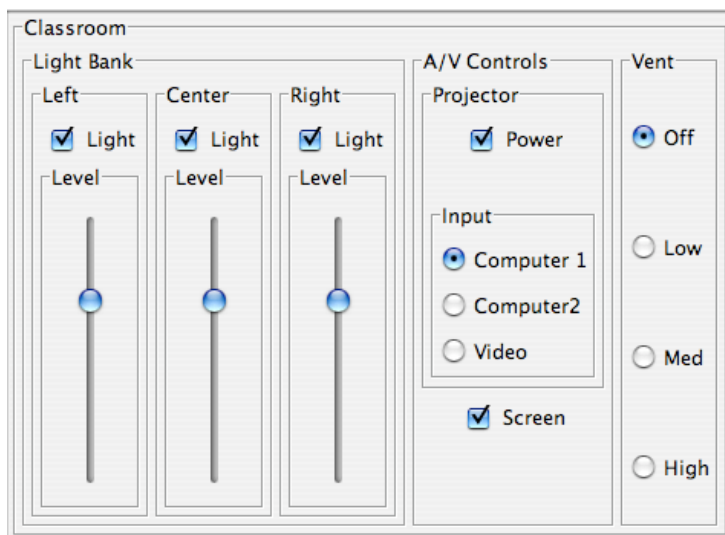 Classroom
Light Bank
Left
Light
Level
Center
Light
Level
Right
Light
Level
A/V Controls
Projector
Power
Input
Computer 1
Computer2
Video
Screen
Vent
Off
Low
Med
High